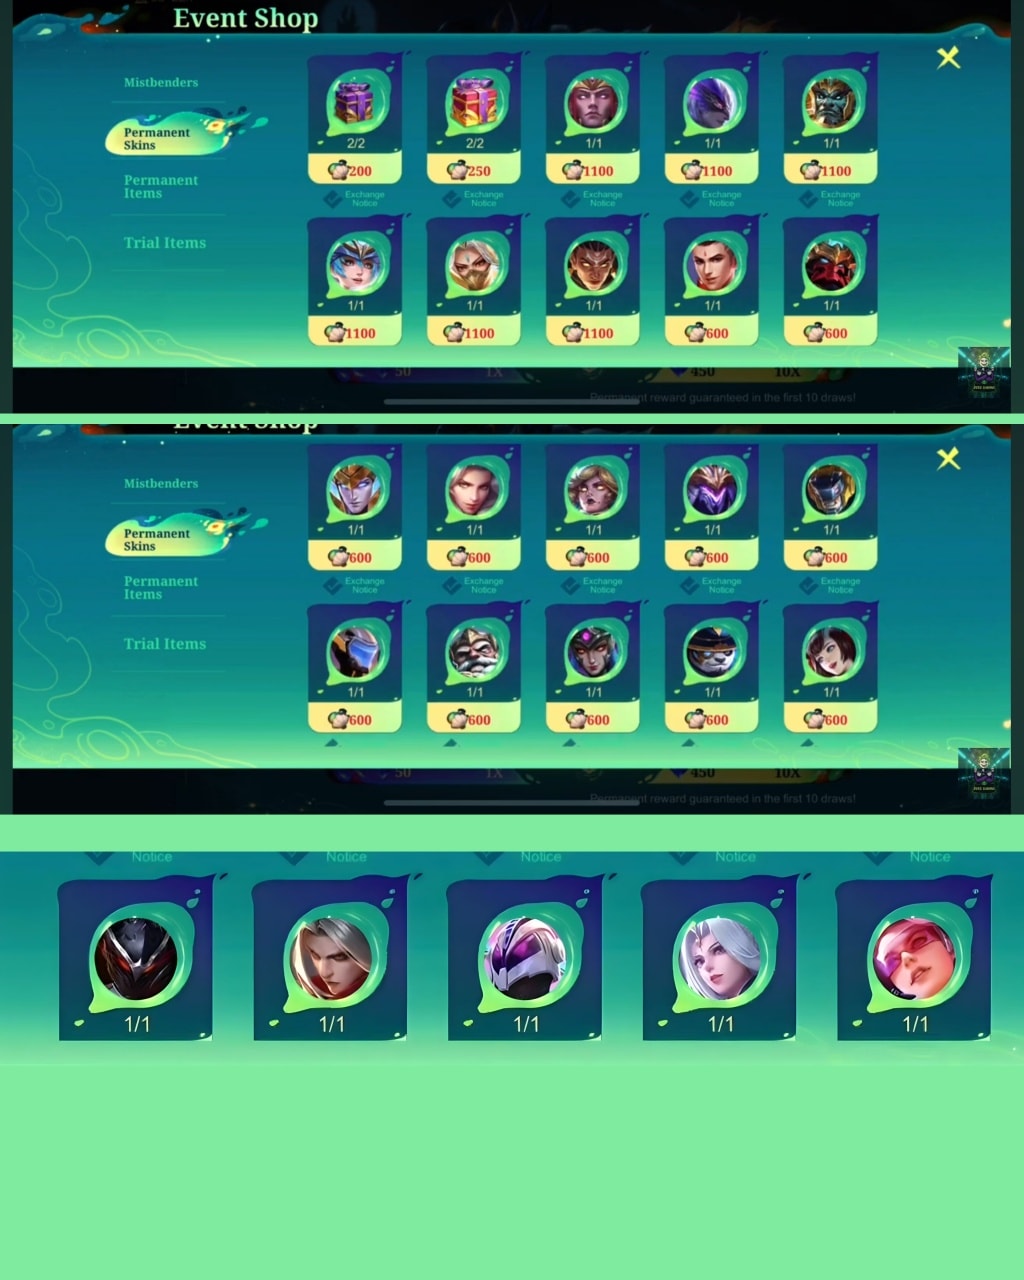 Event Shop
Mistbenders
Permanent
Skins
Permanent
Items
Trial Items
2/2
2/2
1/1
1/1
1/1
200
250
1100
1100
1100
Exchange
Notice
Exchange
Notice
Exchange
Notice
Exchange
Notice
Exchange
Notice
1/1
1/1
1/1
1/1
1/1
1100
1100
1100
600
600
50
1X
450
10X
Permanent reward guaranteed in the first 10 draws!
Event Shop
Mistbenders
Permanent
Skins
Permanent
Items
Trial Items
1/1
1/1
1/1
1/1
1/1
600
600
600
600
600
Exchange
Notice
Exchange
Notice
Exchange
Notice
Exchange
Notice
Exchange
Notice
1/1
1/1
1/1
1/1
1/1
600
600
600
600
600
50
1X
450
10X
Permanent reward guaranteed in the first 10 draws!
Notice
Notice
Notice
Notice
Notice
1/1
1/1
1/1
1/1
1/1